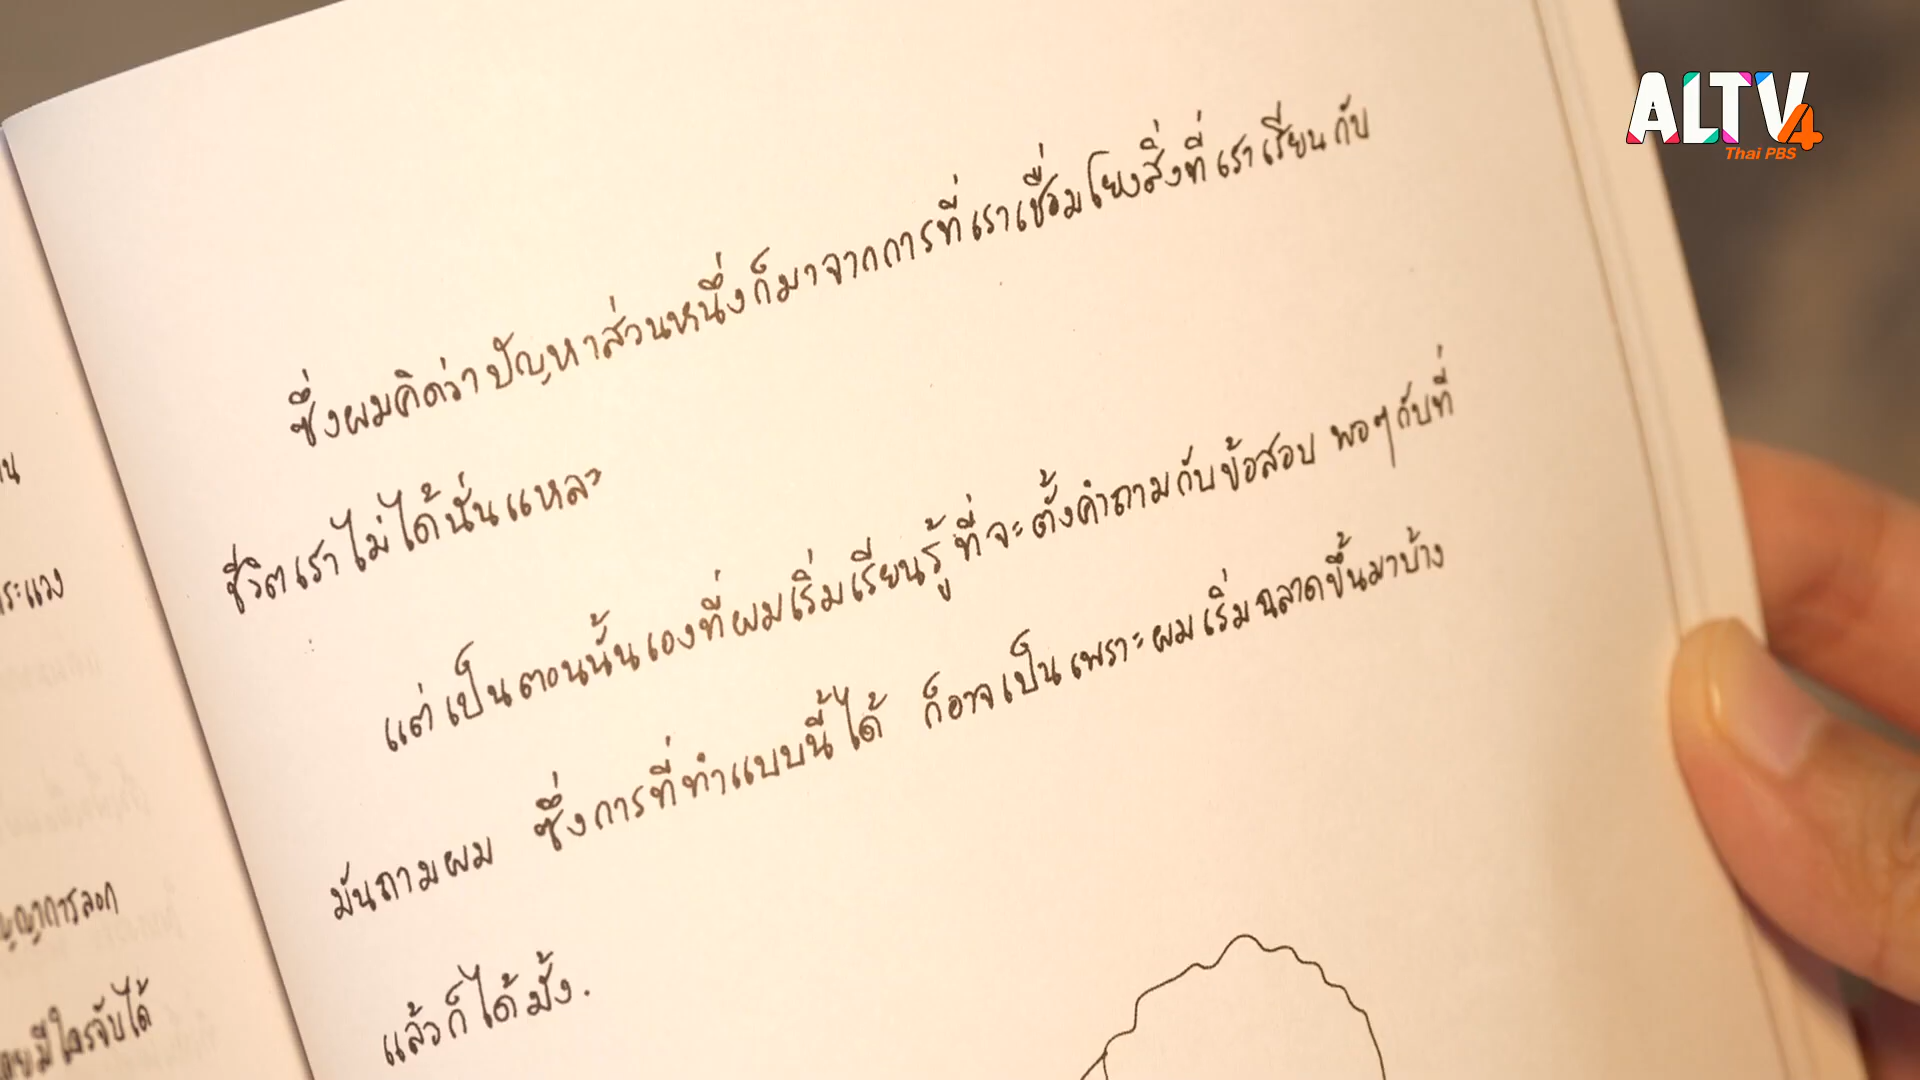 ALTV4
Thai PBS
ซึ่งผมคิดว่าปัญหาส่วนหนึ่งก็มาจากการที่เราเชื่อมโยงสิ่งที่เราเรียนกับ
ชีวิตเราไม่ได้นั่นแหละ
แต่เป็นตอนนั้นเองที่ผมเริ่มเรียนรู้ที่จะตั้งคำถามกับข้อสอบ พอๆกับที่
มันถามผม ซึ่งการที่ทำแบบนี้ได้ ก็อาจเป็นเพราะผมเริ่มฉลาดขึ้นมาบ้าง
แล้วก็ได้มั้ง.
มีใครจับได้